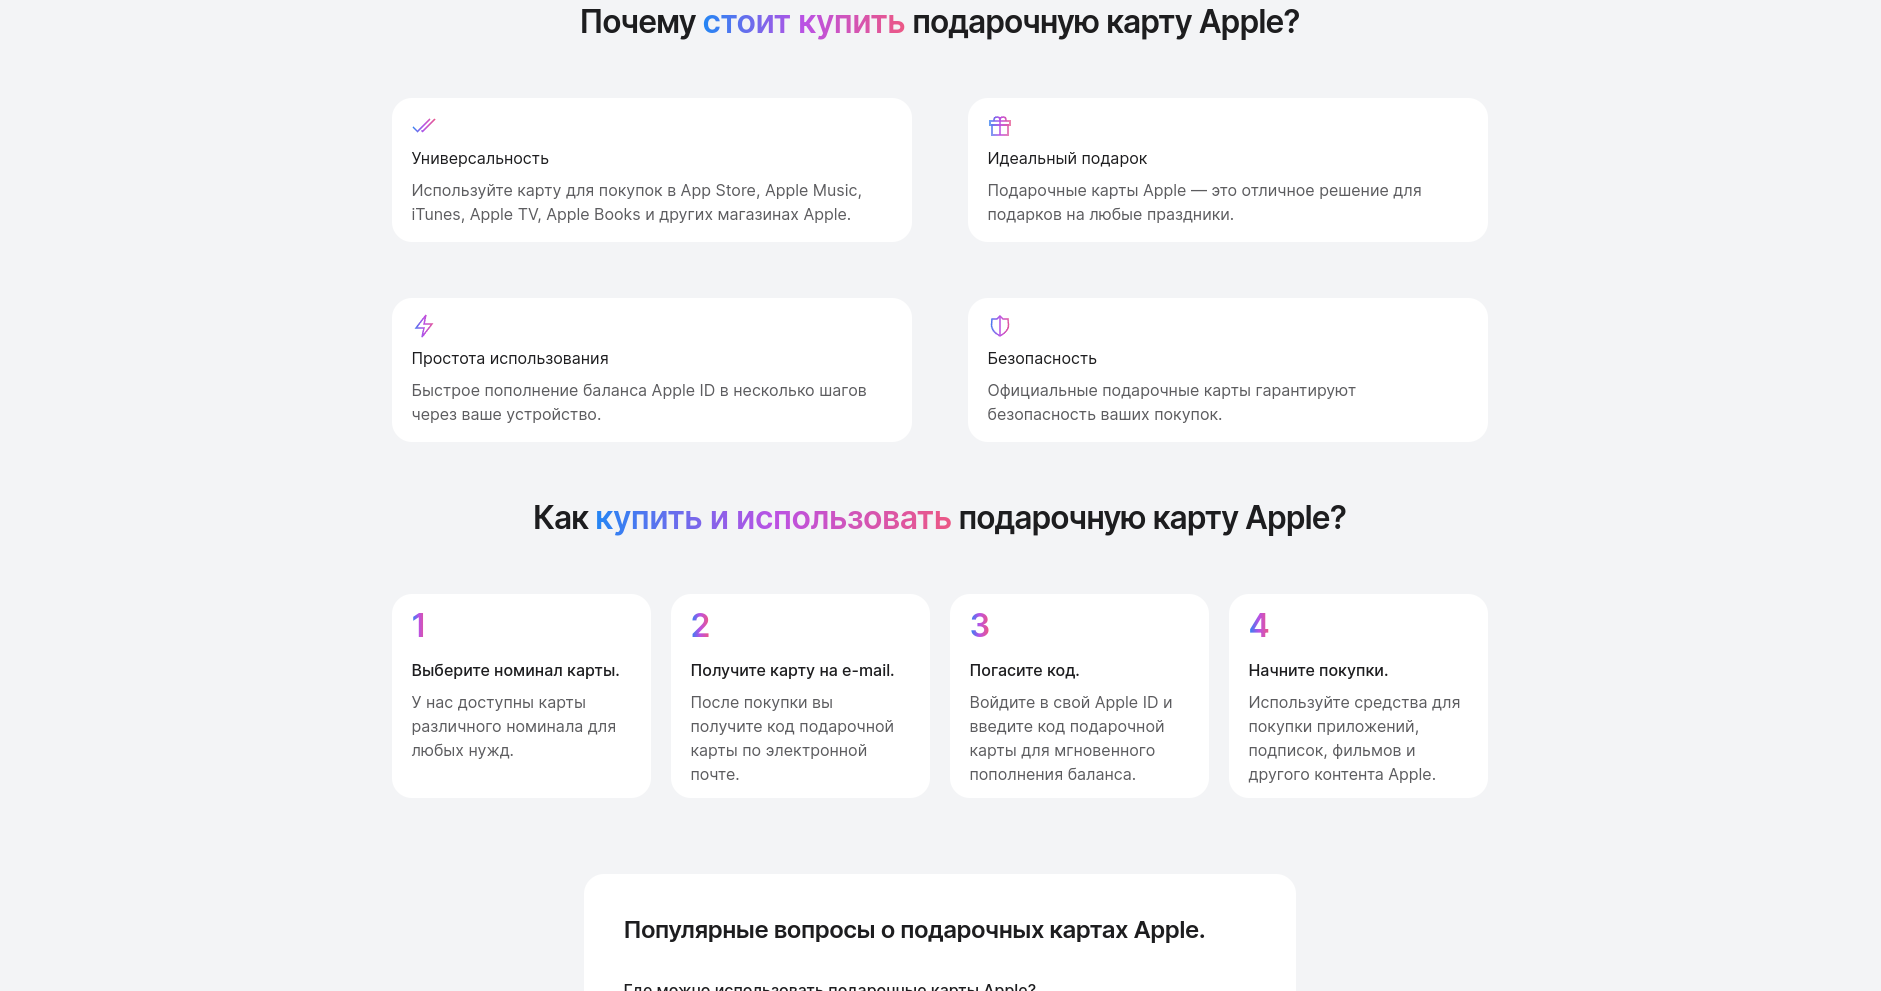 Почему стоит купить подарочную карту Apple?
Универсальность
Используйте карту для покупок в App Store, Apple Music,
iTunes, Apple TV, Apple Books и других магазинах Apple.
Идеальный подарок
Подарочные карты Apple — это отличное решение для
подарков на любые праздники.
Простота использования
Быстрое пополнение баланса Apple ID в несколько шагов
через ваше устройство.
Безопасность
Официальные подарочные карты гарантируют
безопасность ваших покупок.
Как купить и использовать подарочную карту Apple?
1
Выберите номинал карты.
У нас доступны карты
различного номинала для
любых нужд.
2
Получите карту на e-mail.
После покупки вы
получите код подарочной
карты по электронной
почте.
3
Погасите код.
Войдите в свой Apple ID и
введите код подарочной
карты для мгновенного
пополнения баланса.
4
Начните покупки.
Используйте средства для
покупки приложений,
подписок, фильмов и
другого контента Apple.
Популярные вопросы о подарочных картах Apple.
Где можно использовать подарочные карты Apple?